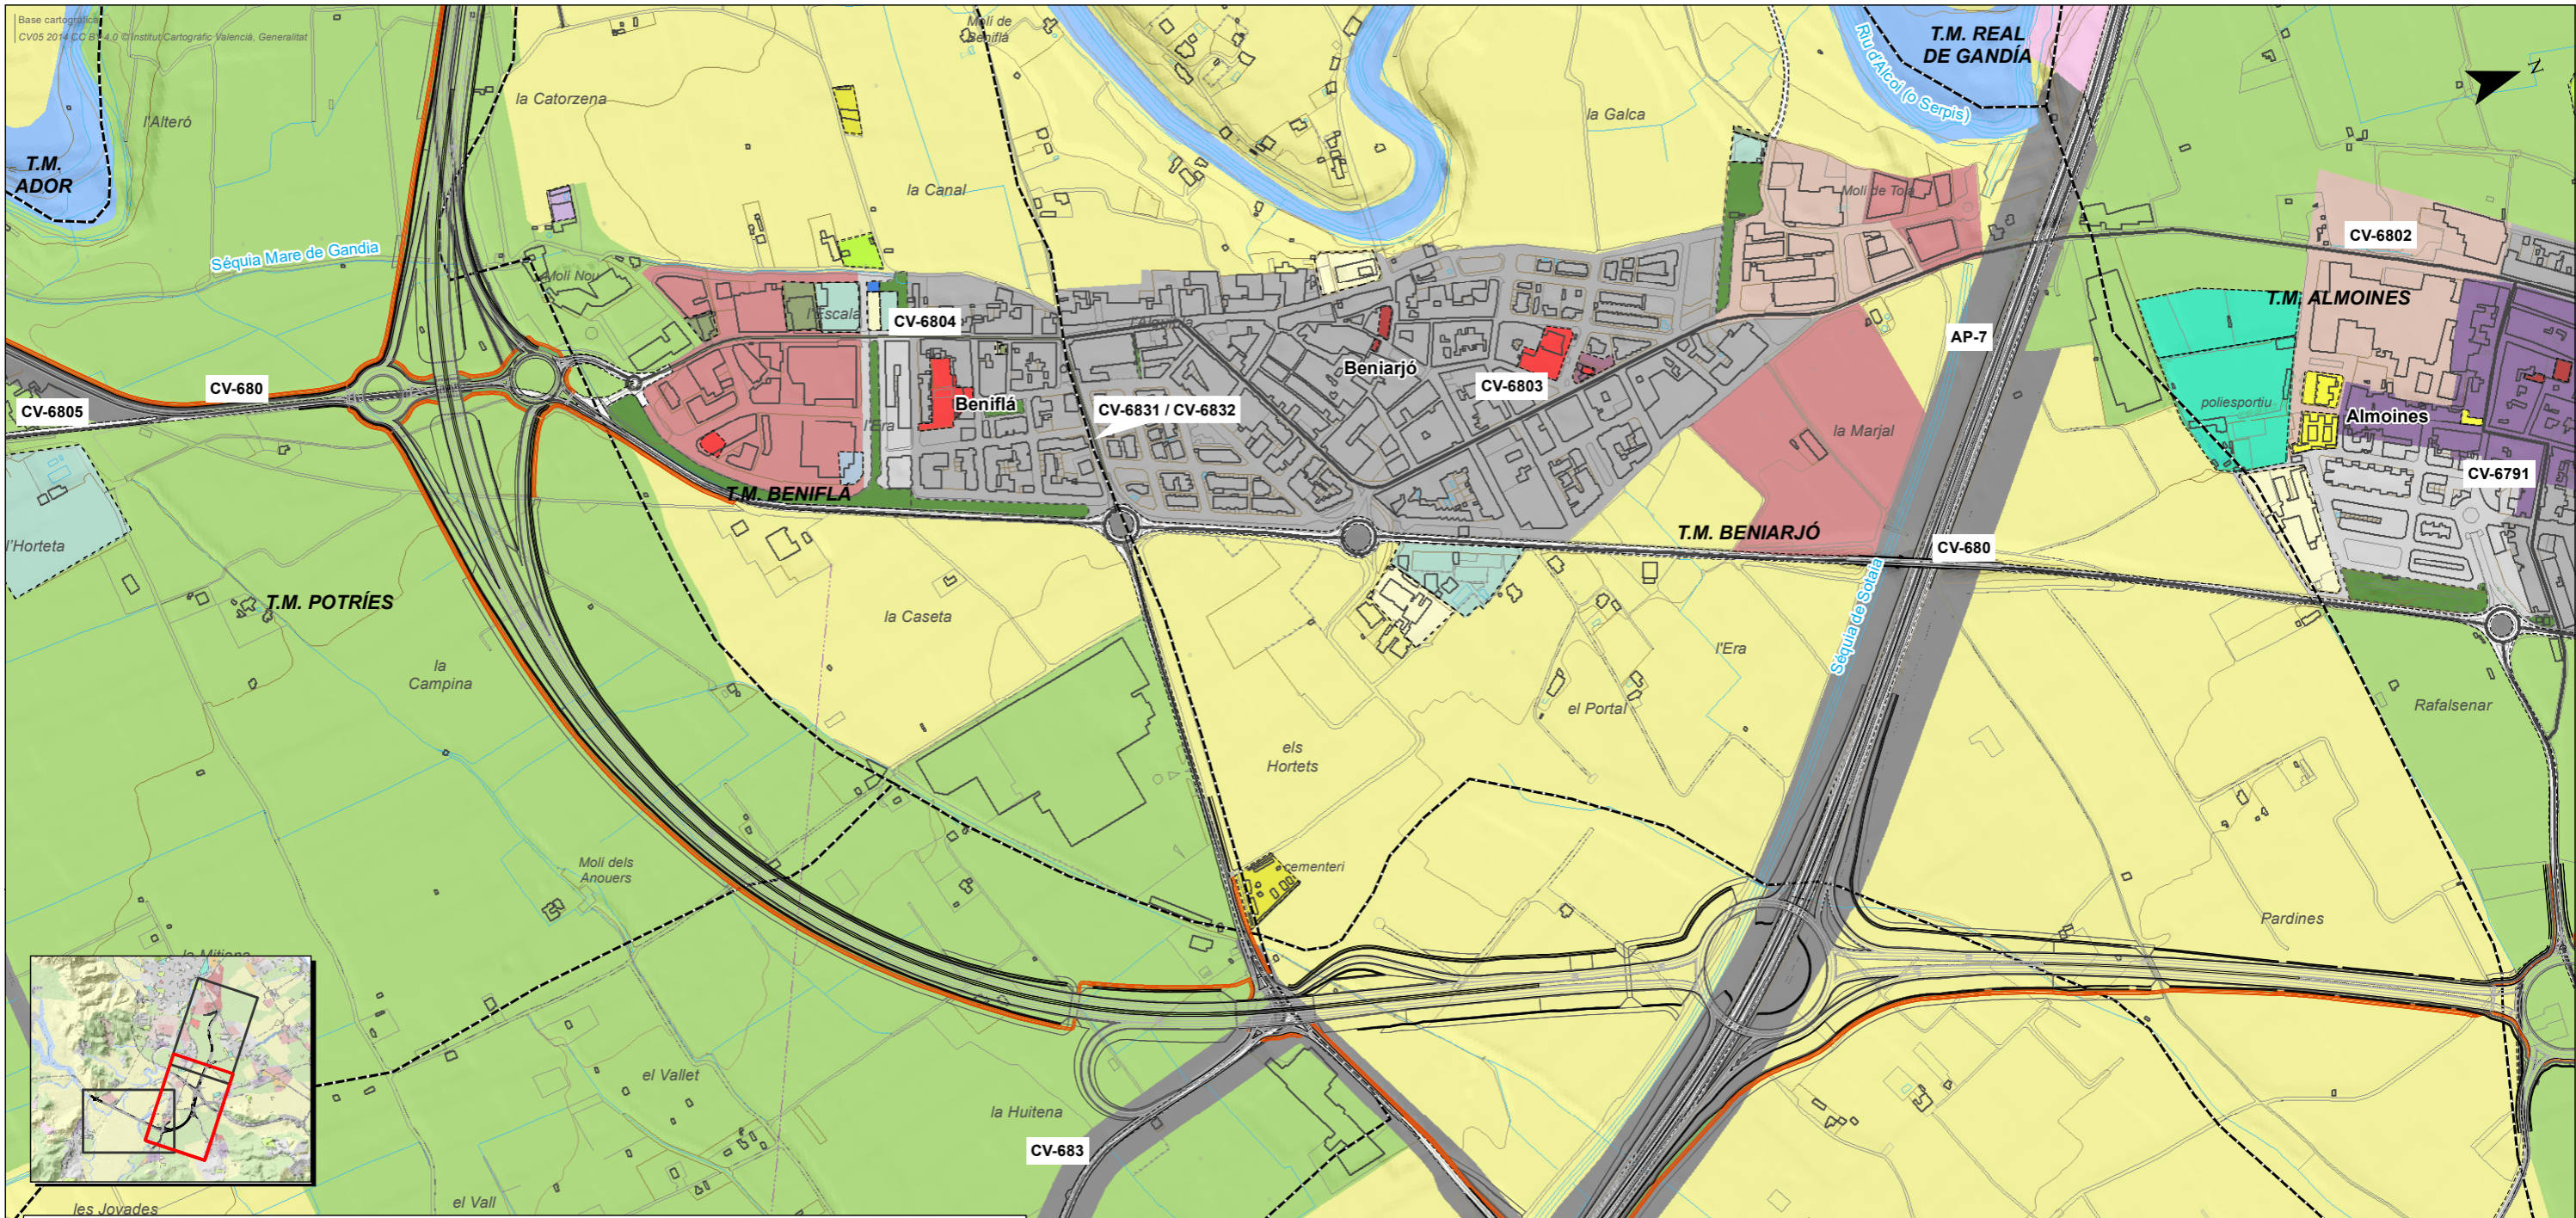 Base cartogràfica
CV05 2014 CC BY 4.0 © Institut Cartogràfic Valencià, Generalitat
Molí de
Beniflà
T.M. REAL
DE GANDÍA
Riu d'Alcoi (o Serpis)
N
l'Alteró
la Catorzena
la Galca
T.M.
ADOR
la Canal
Molí de Toja
CV-6802
Séquia Mare de Gandia
Molí Nou
T.M. ALMOINES
l'Escala
CV-6804
AP-7
Beniarjó
CV-6803
CV-680
CV-6805
Beniflá
CV-6831 / CV-6832
poliesportiu
Almoines
l'Era
la Marjal
CV-6791
T.M. BENIFLÁ
T.M. BENIARJÓ
CV-680
l'Horteta
T.M. POTRÍES
la Caseta
Séquia de Sotaia
l'Era
la
Campina
el Portal
Rafalsenar
els
Hortets
Molí dels
Anouers
cementeri
Pardines
la Mitjana
el Vallet
la Huitena
CV-683
el Vall
les Jovades